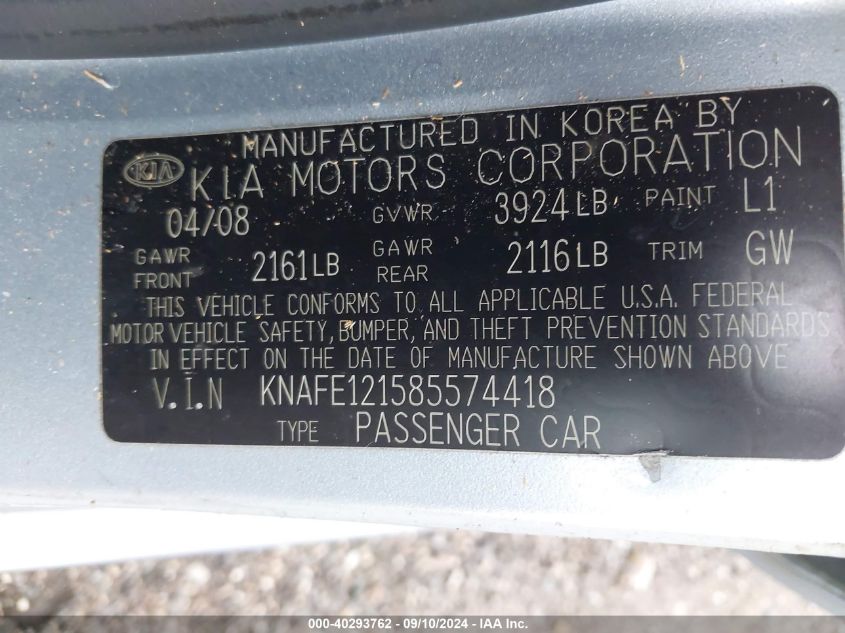 MANUFACTURED IN KOREA BY
KIA KIA MOTORS CORPORATION
04/08 GVWR 3924LB PAINT L1
GAWR FRONT 2161LB GAWR REAR 2116LB TRIM GW
THIS VEHICLE CONFORMS TO ALL APPLICABLE U.S.A. FEDERAL
MOTOR VEHICLE SAFETY, BUMPER, AND THEFT PREVENTION STANDARDS
IN EFFECT ON THE DATE OF MANUFACTURE SHOWN ABOVE
V.I.N KNAFE121585574418
TYPE PASSENGER CAR
000-40293762 - 09/10/2024 - IAA Inc.